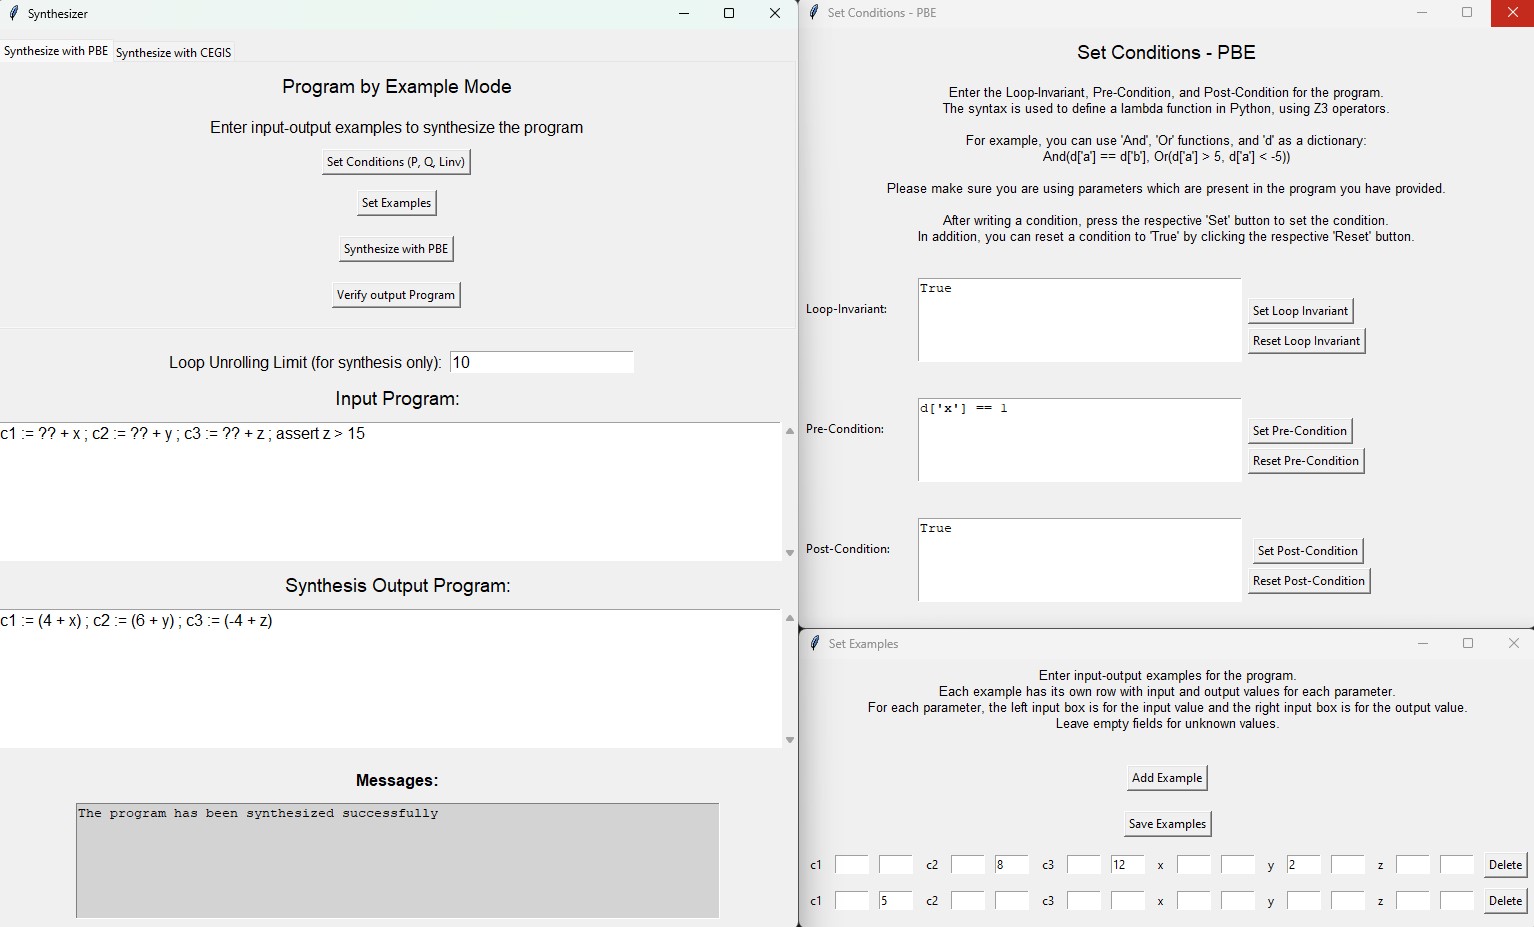 Synthesizer
Synthesize with PBE
Synthesize with CEGIS
Program by Example Mode
Enter input-output examples to synthesize the program
Set Conditions (P, Q, Linv)
Set Examples
Synthesize with PBE
Verify output Program
Loop Unrolling Limit (for synthesis only): 10
Input Program:
c1 := ?? + x ; c2 := ?? + y ; c3 := ?? + z ; assert z > 15
Synthesis Output Program:
c1 := (4 + x) ; c2 := (6 + y) ; c3 := (-4 + z)
Messages:
The program has been synthesized successfully
Set Conditions - PBE
Set Conditions - PBE
Enter the Loop-Invariant, Pre-Condition, and Post-Condition for the program.
The syntax is used to define a lambda function in Python, using Z3 operators.
For example, you can use 'And', 'Or' functions, and 'd' as a dictionary:
And(d['a'] == d['b'], Or(d['a'] > 5, d['a'] < -5))
Please make sure you are using parameters which are present in the program you have provided.
After writing a condition, press the respective 'Set' button to set the condition.
In addition, you can reset a condition to 'True' by clicking the respective 'Reset' button.
Loop-Invariant:
True
Set Loop Invariant
Reset Loop Invariant
Pre-Condition:
d['x'] == 1
Set Pre-Condition
Reset Pre-Condition
Post-Condition:
True
Set Post-Condition
Reset Post-Condition
Set Examples
Enter input-output examples for the program.
Each example has its own row with input and output values for each parameter.
For each parameter, the left input box is for the input value and the right input box is for the output value.
Leave empty fields for unknown values.
Add Example
Save Examples
c1 c2 8 c3 12 x y 2 z Delete
c1 5 c2 c3 x y z Delete